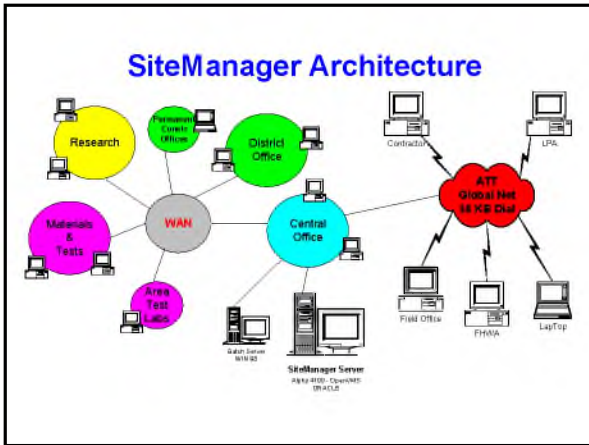 SiteManager Architecture
Research
Permanent
Constr
Offices
District
Office
Contractor
LPA
ATT
Global Net
KB Dial
WAN
Central
Office
Materials
&
Tests
Area
Test
Labs
Field Office
FHWA
LapTop
Batch Server
SiteManager Server
Alpha 4100 - OpenVMS
ORACLE